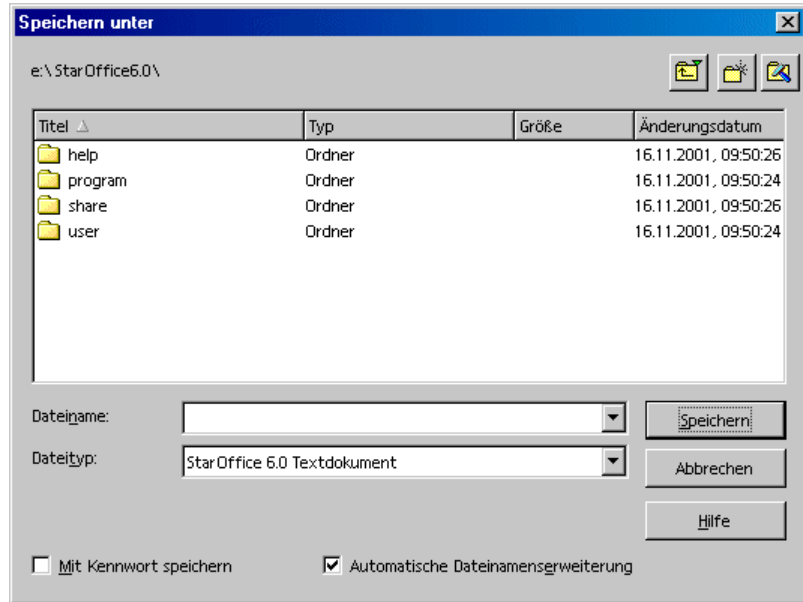 Speichern unter
e:\StarOffice6.0\
Titel Typ Größe Änderungsdatum
help Ordner 16.11.2001, 09:50:26
program Ordner 16.11.2001, 09:50:24
share Ordner 16.11.2001, 09:50:26
user Ordner 16.11.2001, 09:50:24
Dateiname: Speichern
Dateityp: StarOffice 6.0 Textdokument Abbrechen
Hilfe
Mit Kennwort speichern Automatische Dateinamenserweiterung